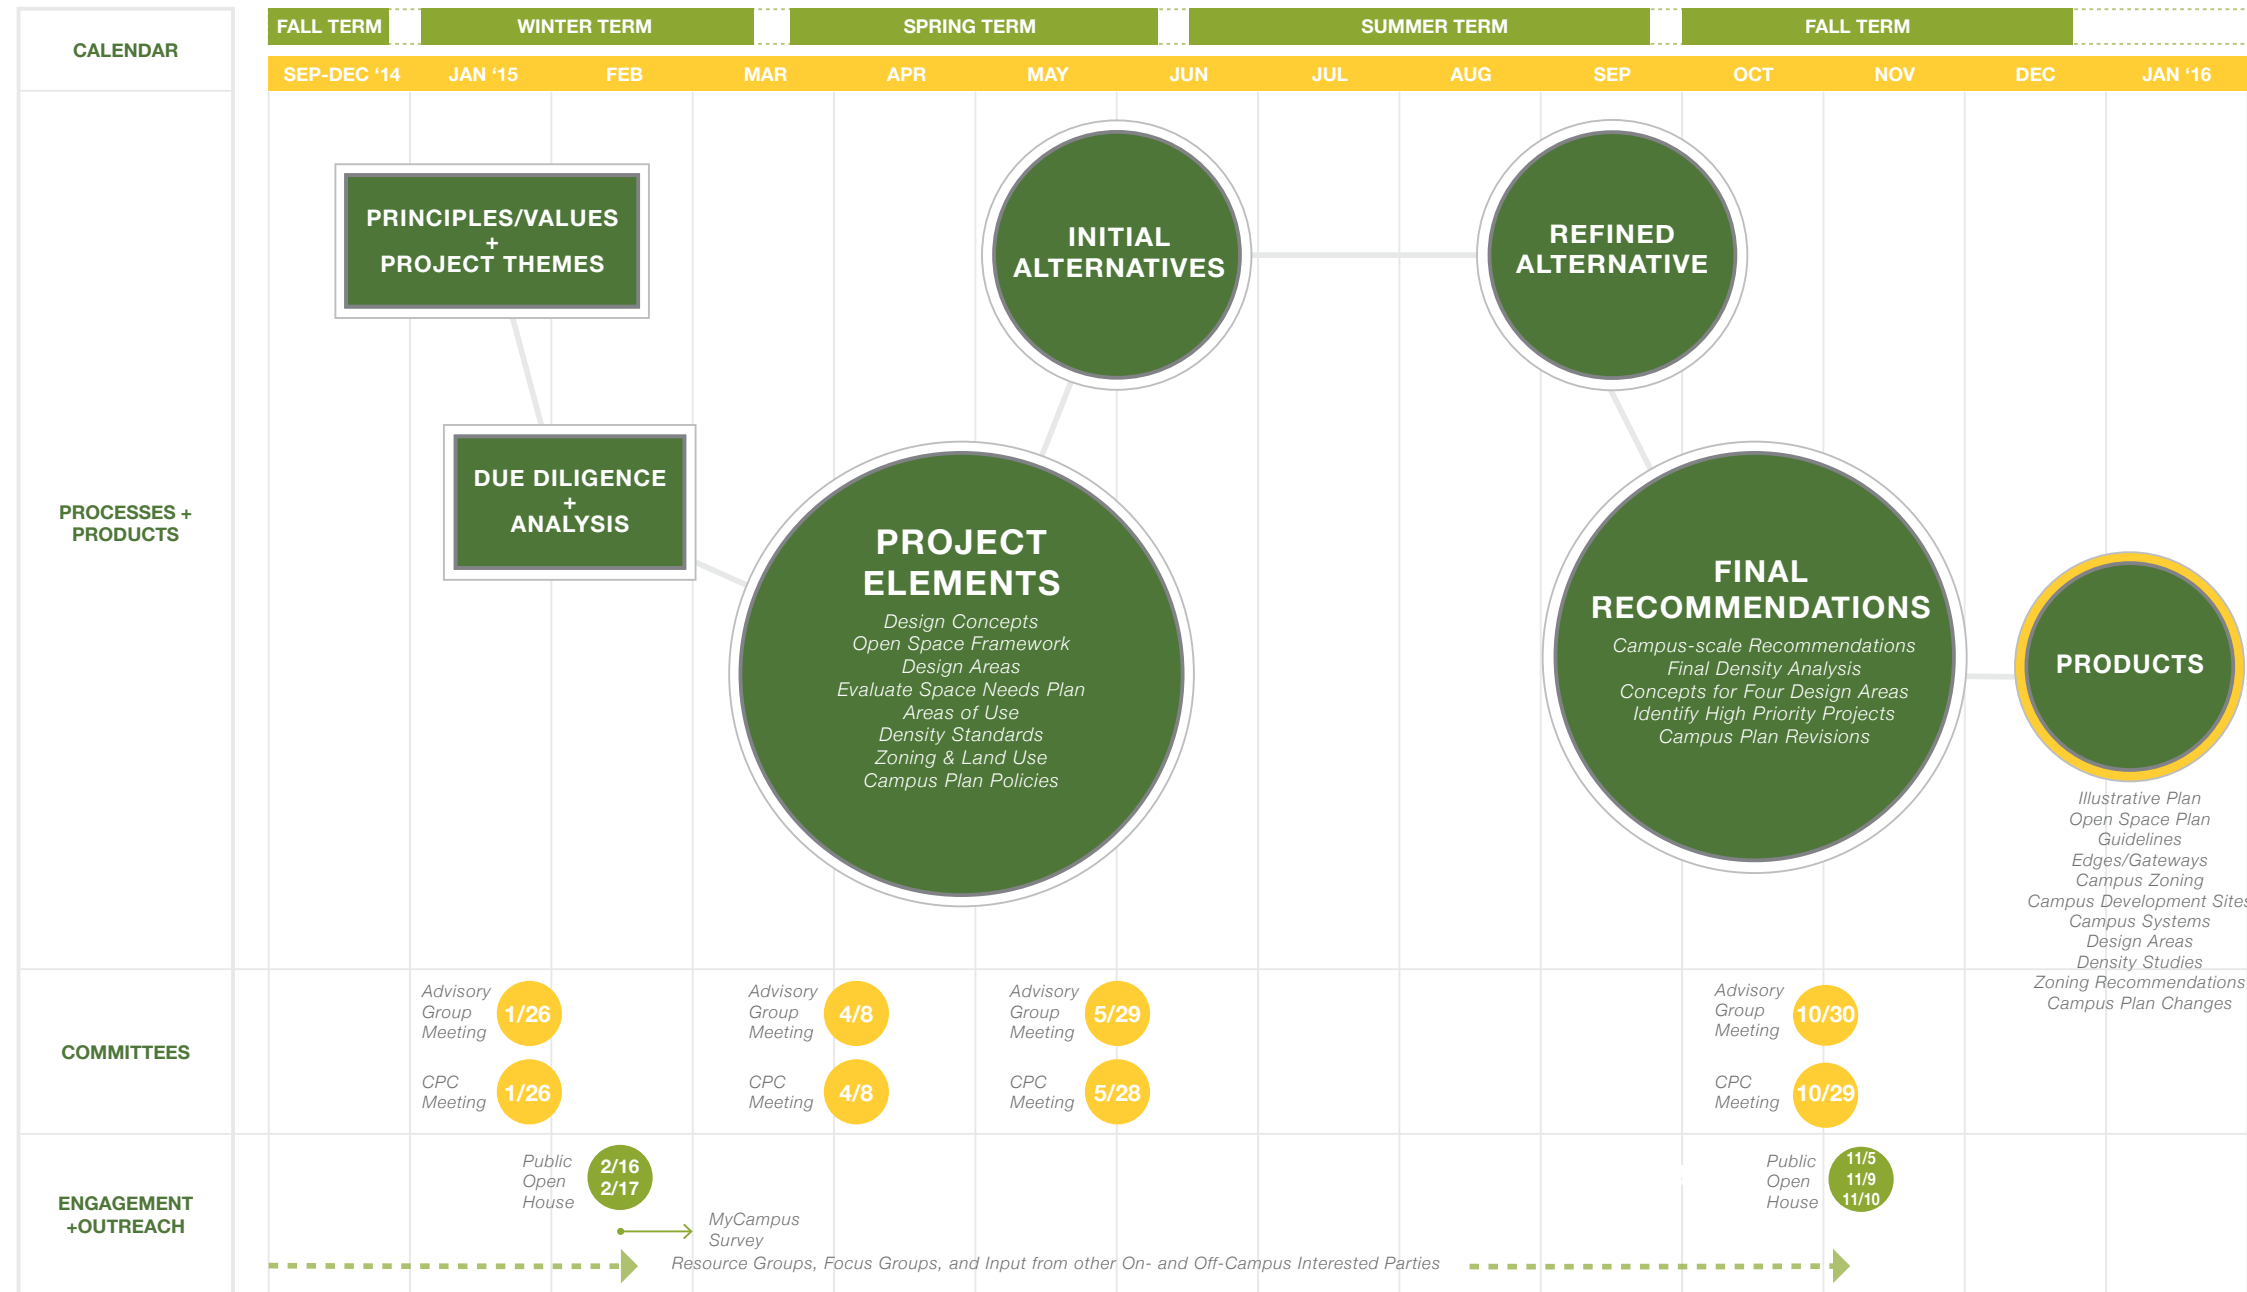 CALENDAR
FALL TERM
WINTER TERM
SPRING TERM
SUMMER TERM
FALL TERM
SEP-DEC ‘14
JAN ‘15
FEB
MAR
APR
MAY
JUN
JUL
AUG
SEP
OCT
NOV
DEC
JAN ‘16
PROCESSES +
PRODUCTS
PRINCIPLES/VALUES
+
PROJECT THEMES
DUE DILIGENCE
+
ANALYSIS
PROJECT
ELEMENTS
Design Concepts
Open Space Framework
Design Areas
Evaluate Space Needs Plan
Areas of Use
Density Standards
Zoning & Land Use
Campus Plan Policies
INITIAL
ALTERNATIVES
REFINED
ALTERNATIVE
FINAL
RECOMMENDATIONS
Campus-scale Recommendations
Final Density Analysis
Concepts for Four Design Areas
Identify High Priority Projects
Campus Plan Revisions
PRODUCTS
Illustrative Plan
Open Space Plan
Guidelines
Edges/Gateways
Campus Zoning
Campus Development Sites
Campus Systems
Design Areas
Density Studies
Zoning Recommendations
Campus Plan Changes
COMMITTEES
Advisory
Group
Meeting
1/26
Advisory
Group
Meeting
4/8
Advisory
Group
Meeting
5/29
Advisory
Group
Meeting
10/30
CPC
Meeting
1/26
CPC
Meeting
4/8
CPC
Meeting
5/28
CPC
Meeting
10/29
ENGAGEMENT
+OUTREACH
Public
Open
House
2/16
2/17
Public
Open
House
11/5
11/9
11/10
MyCampus
Survey
Resource Groups, Focus Groups, and Input from other On- and Off-Campus Interested Parties